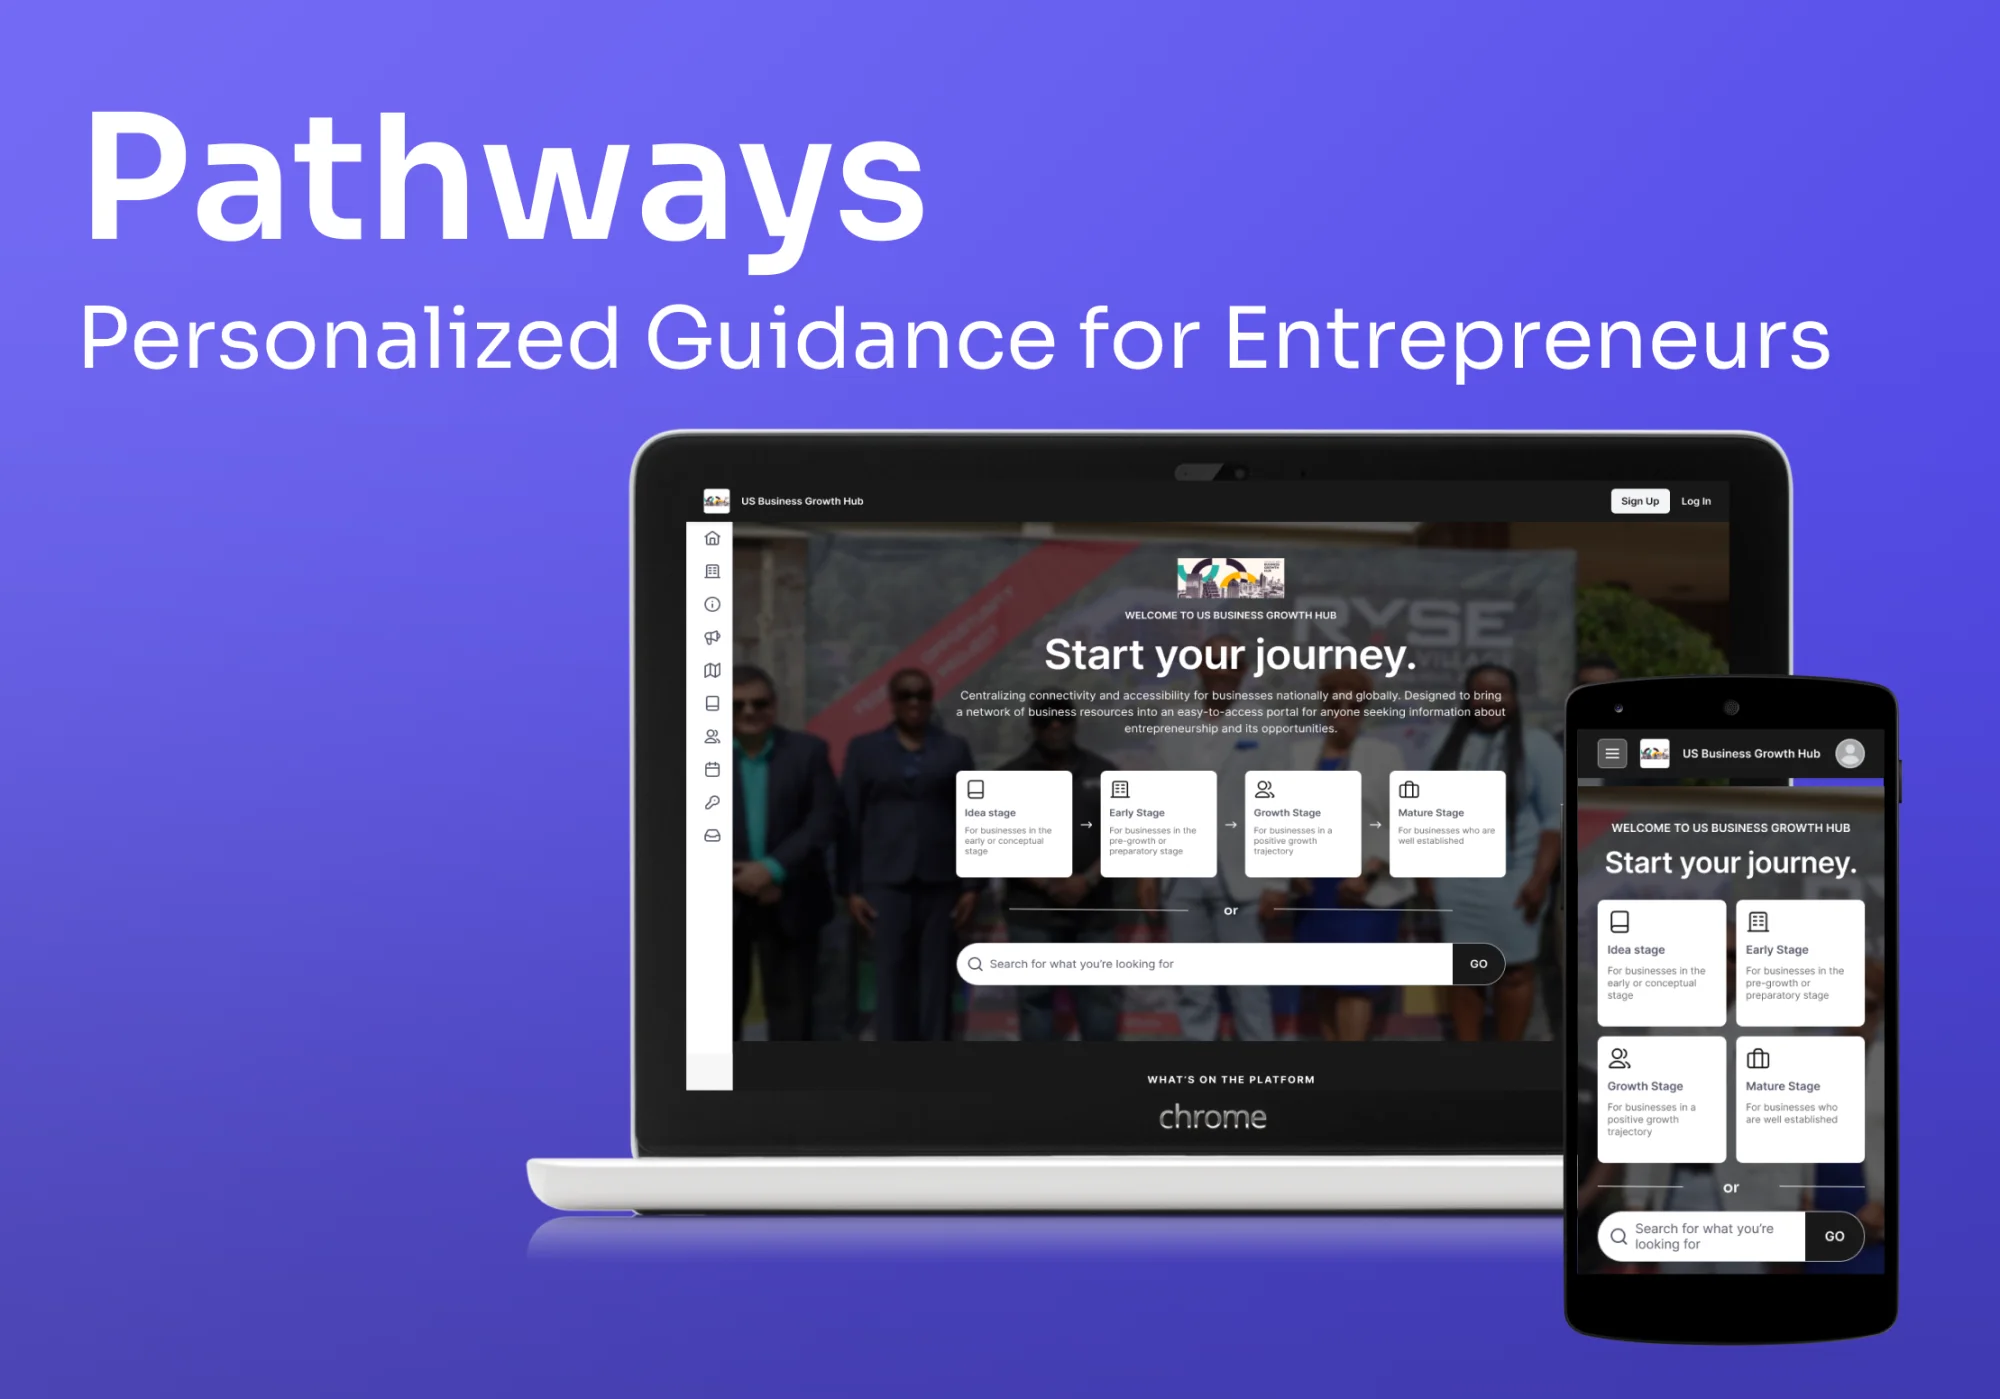 Pathways
Personalized Guidance for Entrepreneurs
US Business Growth Hub
Sign Up
Log In
BUSINESS
GROWTH
HUB
WELCOME TO US BUSINESS GROWTH HUB
RYSE
VILLAGE
OPPORTUNITY
Start your journey.
Centralizing connectivity and accessibility for businesses nationally and globally. Designed to bring
a network of business resources into an easy-to-access portal for anyone seeking information about
entrepreneurship and its opportunities.
Idea stage
For businesses in the
early or conceptual
stage
Early Stage
For businesses in the
pre-growth or
preparatory stage
Growth Stage
For businesses in a
positive growth
trajectory
Mature Stage
For businesses who are
well established
or
Search for what you're looking for
GO
WHAT'S ON THE PLATFORM
chrome
US Business Growth Hub
WELCOME TO US BUSINESS GROWTH HUB
Start your journey.
Idea stage
For businesses in the
early or conceptual
stage
Early Stage
For businesses in the
pre-growth or
preparatory stage
Growth Stage
For businesses in a
positive growth
trajectory
Mature Stage
For businesses who
are well established
or
Search for what you're
looking for
GO